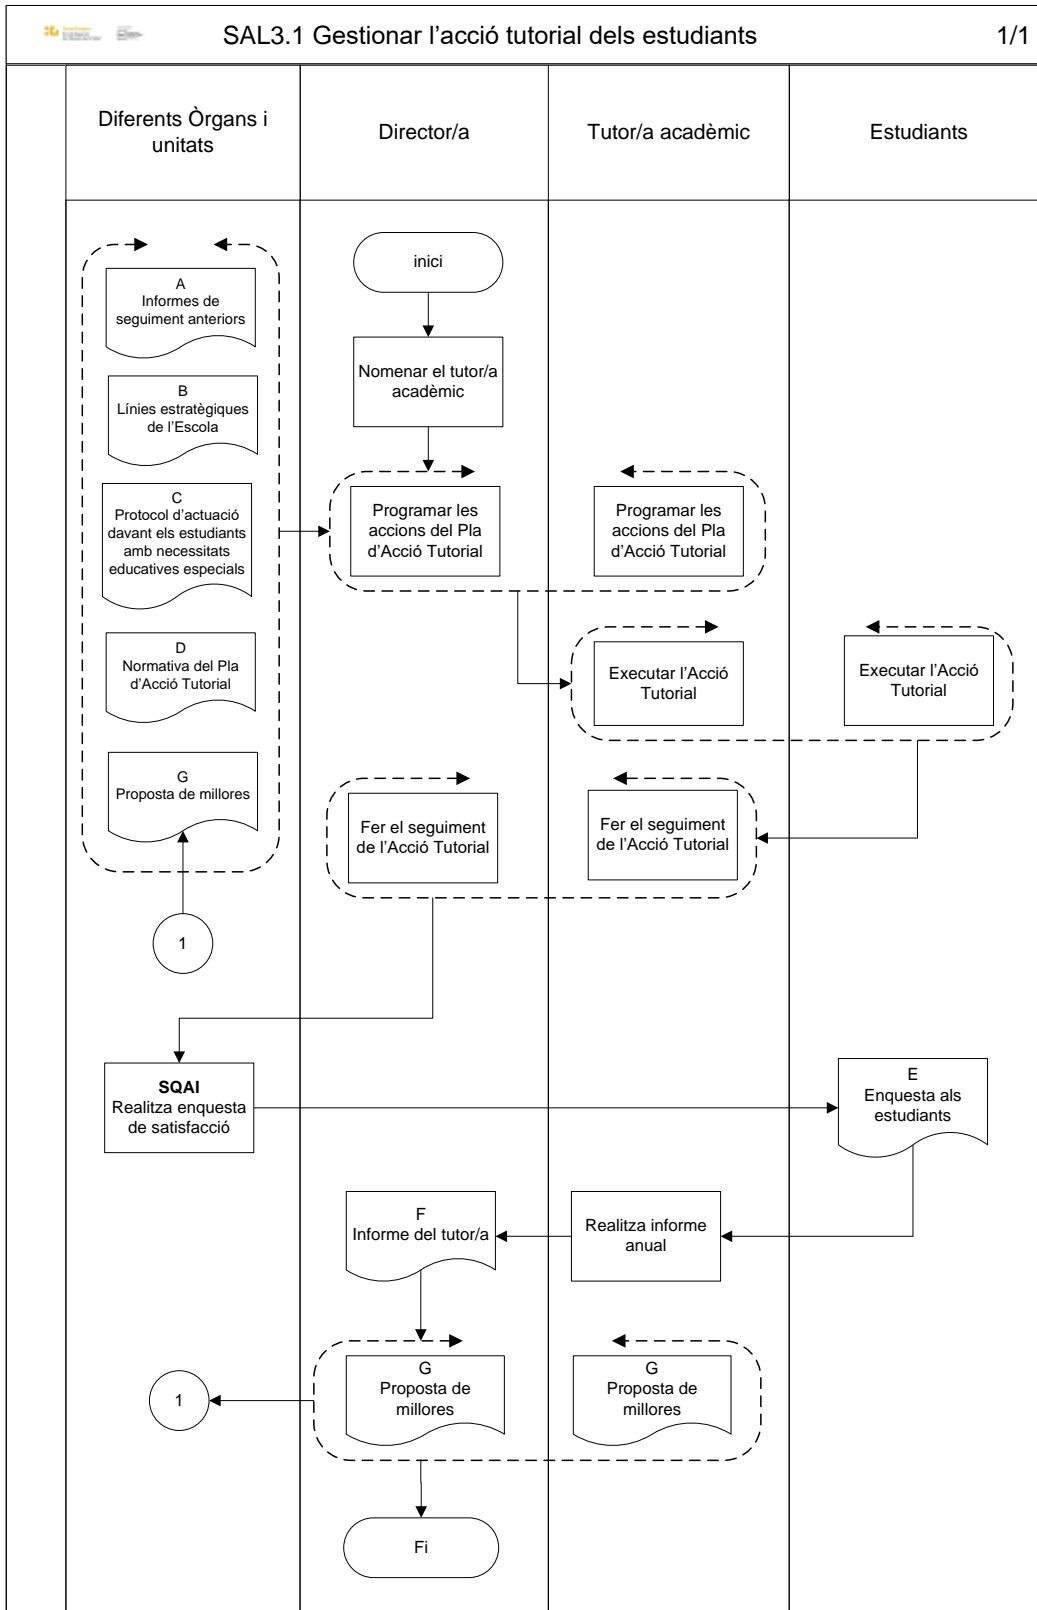 SAL3.1 Gestionar l’acció tutorial dels estudiants
1/1
Diferents Òrgans i
unitats
Director/a
Tutor/a acadèmic
Estudiants
inici
A
Informes de
seguiment anteriors
Nomenar el tutor/a
acadèmic
B
Línies estratègiques
de l’Escola
C
Protocol d’actuació
davant els estudiants
amb necessitats
educatives especials
Programar les
accions del Pla
d’Acció Tutorial
Programar les
accions del Pla
d’Acció Tutorial
D
Normativa del Pla
d’Acció Tutorial
Executar l’Acció
Tutorial
Executar l’Acció
Tutorial
G
Proposta de millores
Fer el seguiment
de l’Acció Tutorial
Fer el seguiment
de l’Acció Tutorial
1
SQAI
Realitza enquesta
de satisfacció
E
Enquesta als
estudiants
F
Informe del tutor/a
Realitza informe
anual
1
G
Proposta de
millores
G
Proposta de
millores
Fi